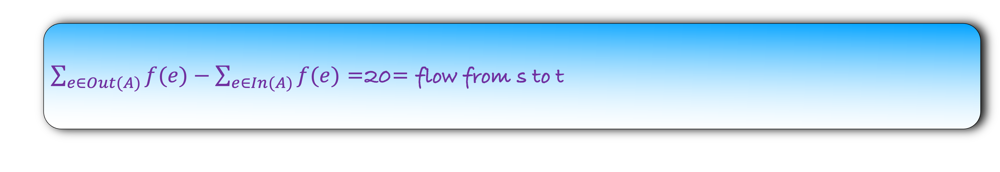 ∑_{e∈Out(A)} f(e) − ∑_{e∈In(A)} f(e) =20= flow from s to t